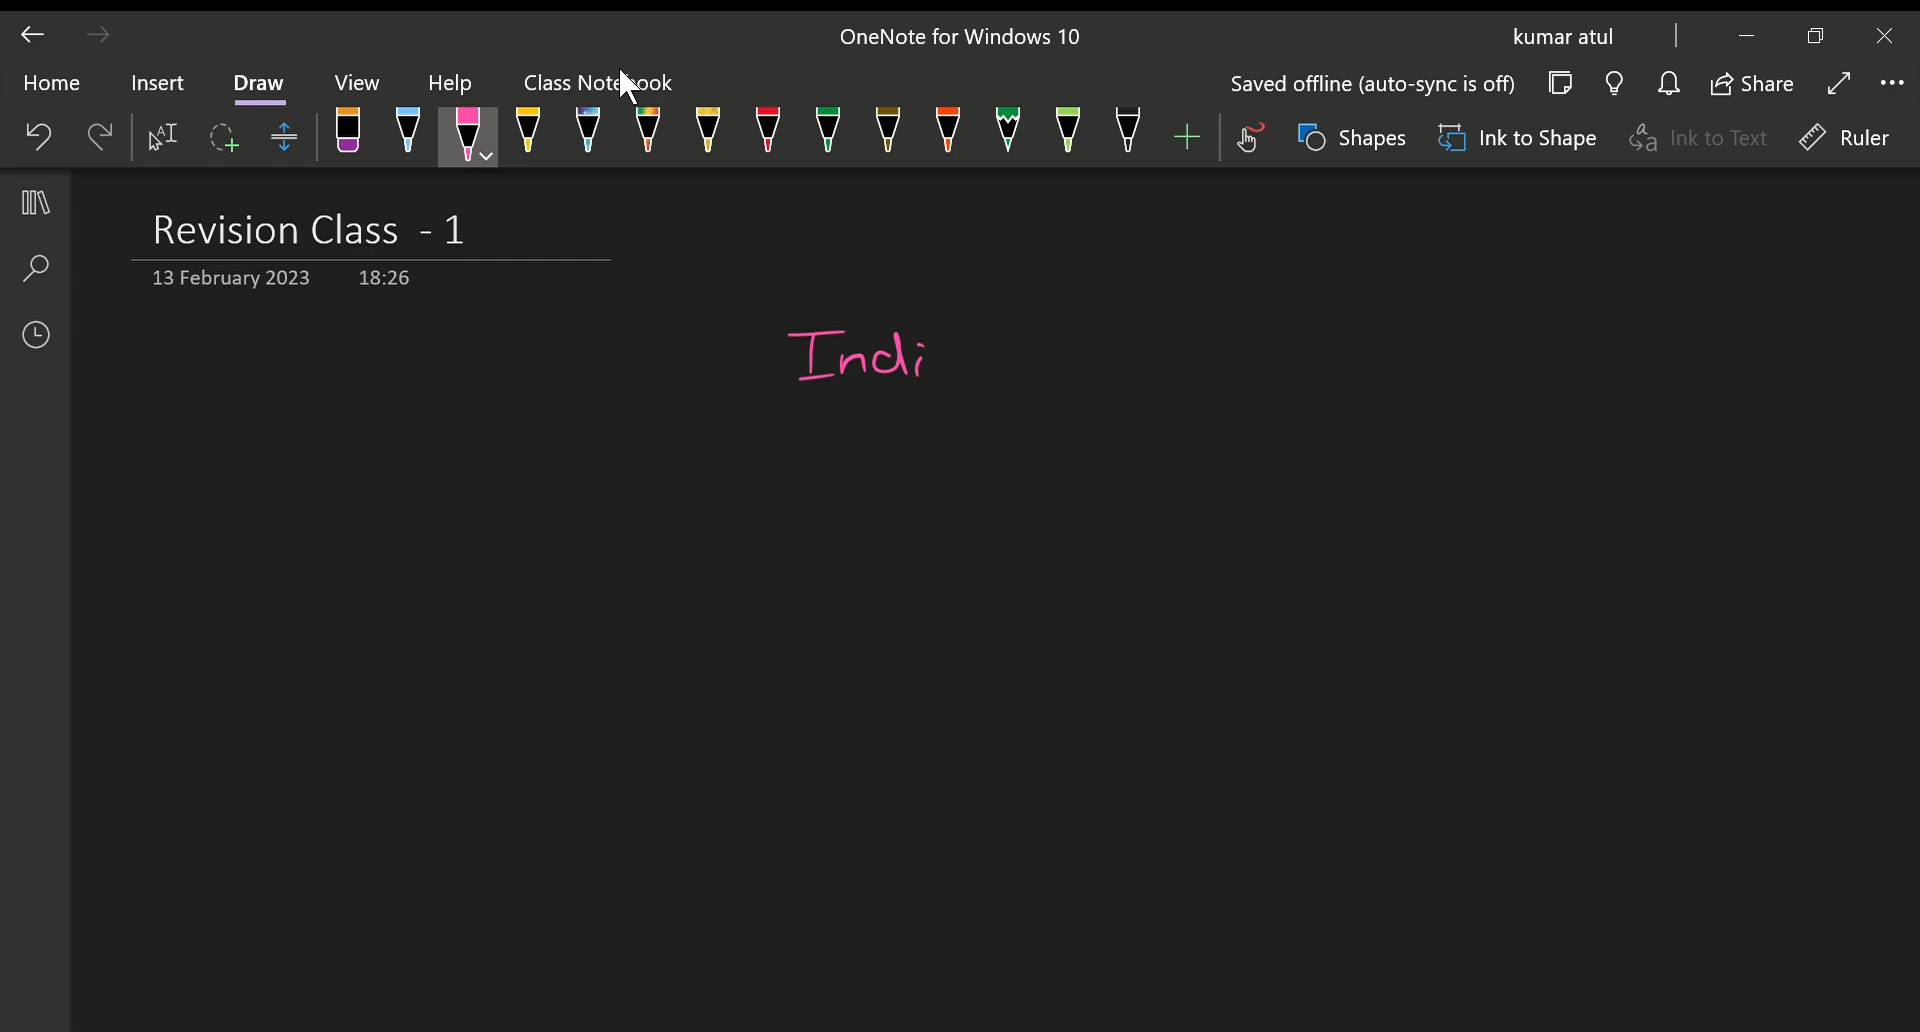 OneNote for Windows 10
kumar atul
Home Insert Draw View Help Class Notebook
Saved offline (auto-sync is off) Share
Shapes Ink to Shape Ink to Text Ruler
Revision Class - 1
13 February 2023 18:26
Indi